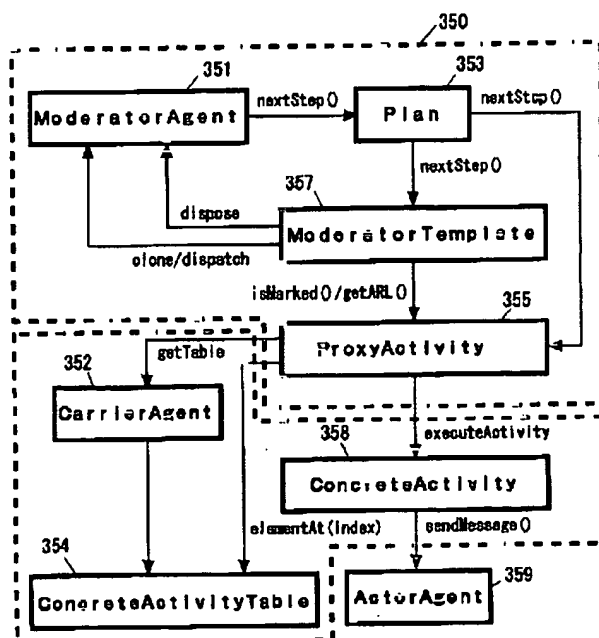 350
351
353
nextStep()
nextStep()
ModeratorAgent
Plan
nextStep()
357
dispose
ModeratorTemplate
clone/dispatch
isMarked()/getARL()
355
getTable
ProxyActivity
352
CarrierAgent
executeActivity
358
ConcreteActivity
elementAt(index)
sendMessage()
354
ConcreteActivityTable
ActorAgent
359